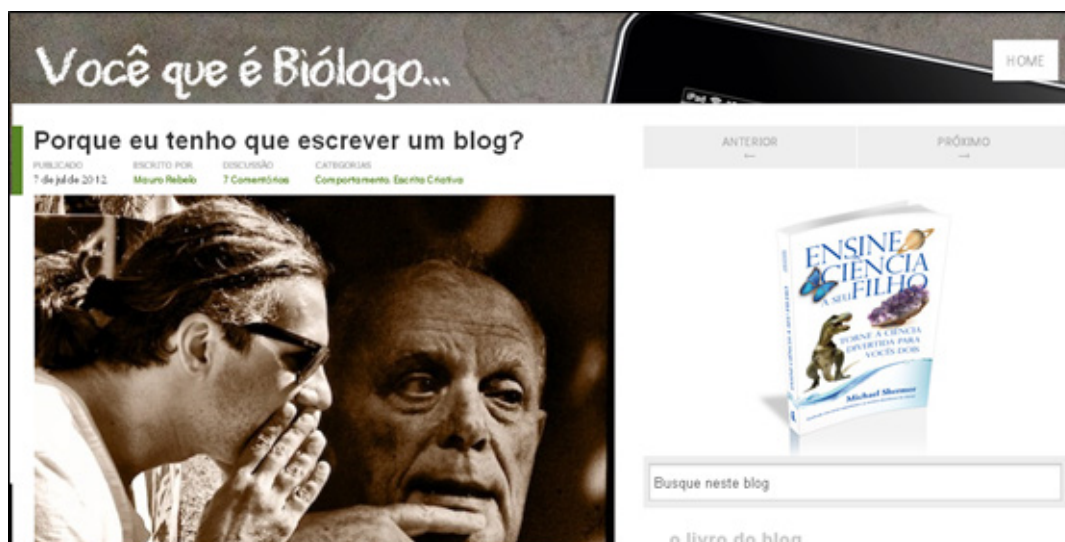 Você que é Biólogo...
HOME
Porque eu tenho que escrever um blog?
PUBLICADO
ESCRITO POR
DISCUSSÃO
CATEGORIAS
7 de jul de 2012
Mauro Rebelo
7 Comentários
Comportamento, Escrita Criativa
ANTERIOR
←
PRÓXIMO
→
ENSINE
CIÊNCIA
A SEU FILHO
TORNE A CIÊNCIA
DIVERTIDA PARA
VOCÊS DOIS
Michael Shermer
Busque neste blog
o livro do blog